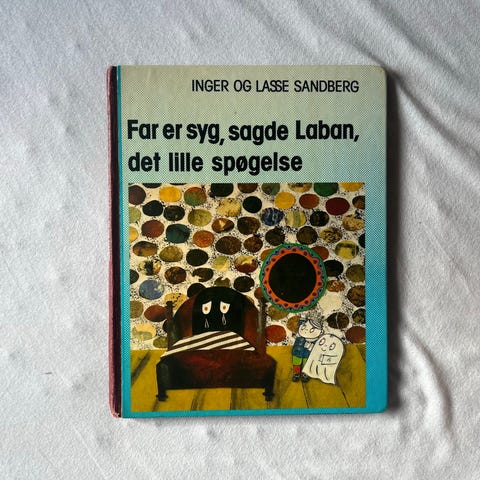 INGER OG LASSE SANDBERG
Far er syg, sagde Laban,
det lille spøgelse